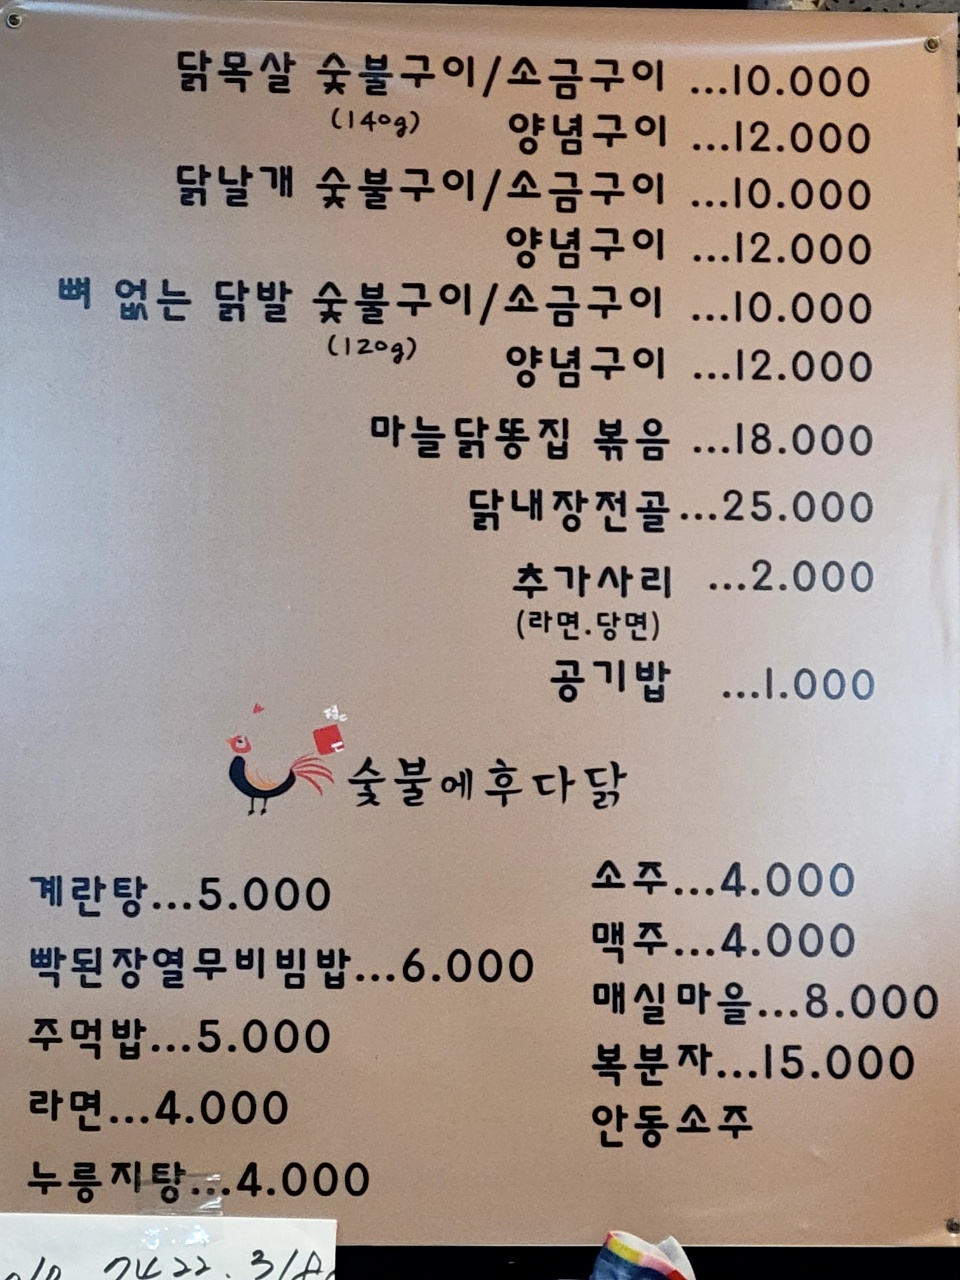 닭목살 숯불구이/소금구이 ...10.000
(140g) 양념구이 ...12.000
닭날개 숯불구이/소금구이 ...10.000
양념구이 ...12.000
뼈 없는 닭발 숯불구이/소금구이 ...10.000
(120g) 양념구이 ...12.000
마늘닭똥집 볶음 ...18.000
닭내장전골...25.000
추가사리 ...2.000
(라면.당면)
공기밥 ...1.000
숯불에후다닭
계란탕...5.000
빡된장열무비빔밥...6.000
주먹밥...5.000
라면...4.000
누룽지탕...4.000
소주...4.000
맥주...4.000
매실마을...8.000
복분자...15.000
안동소주